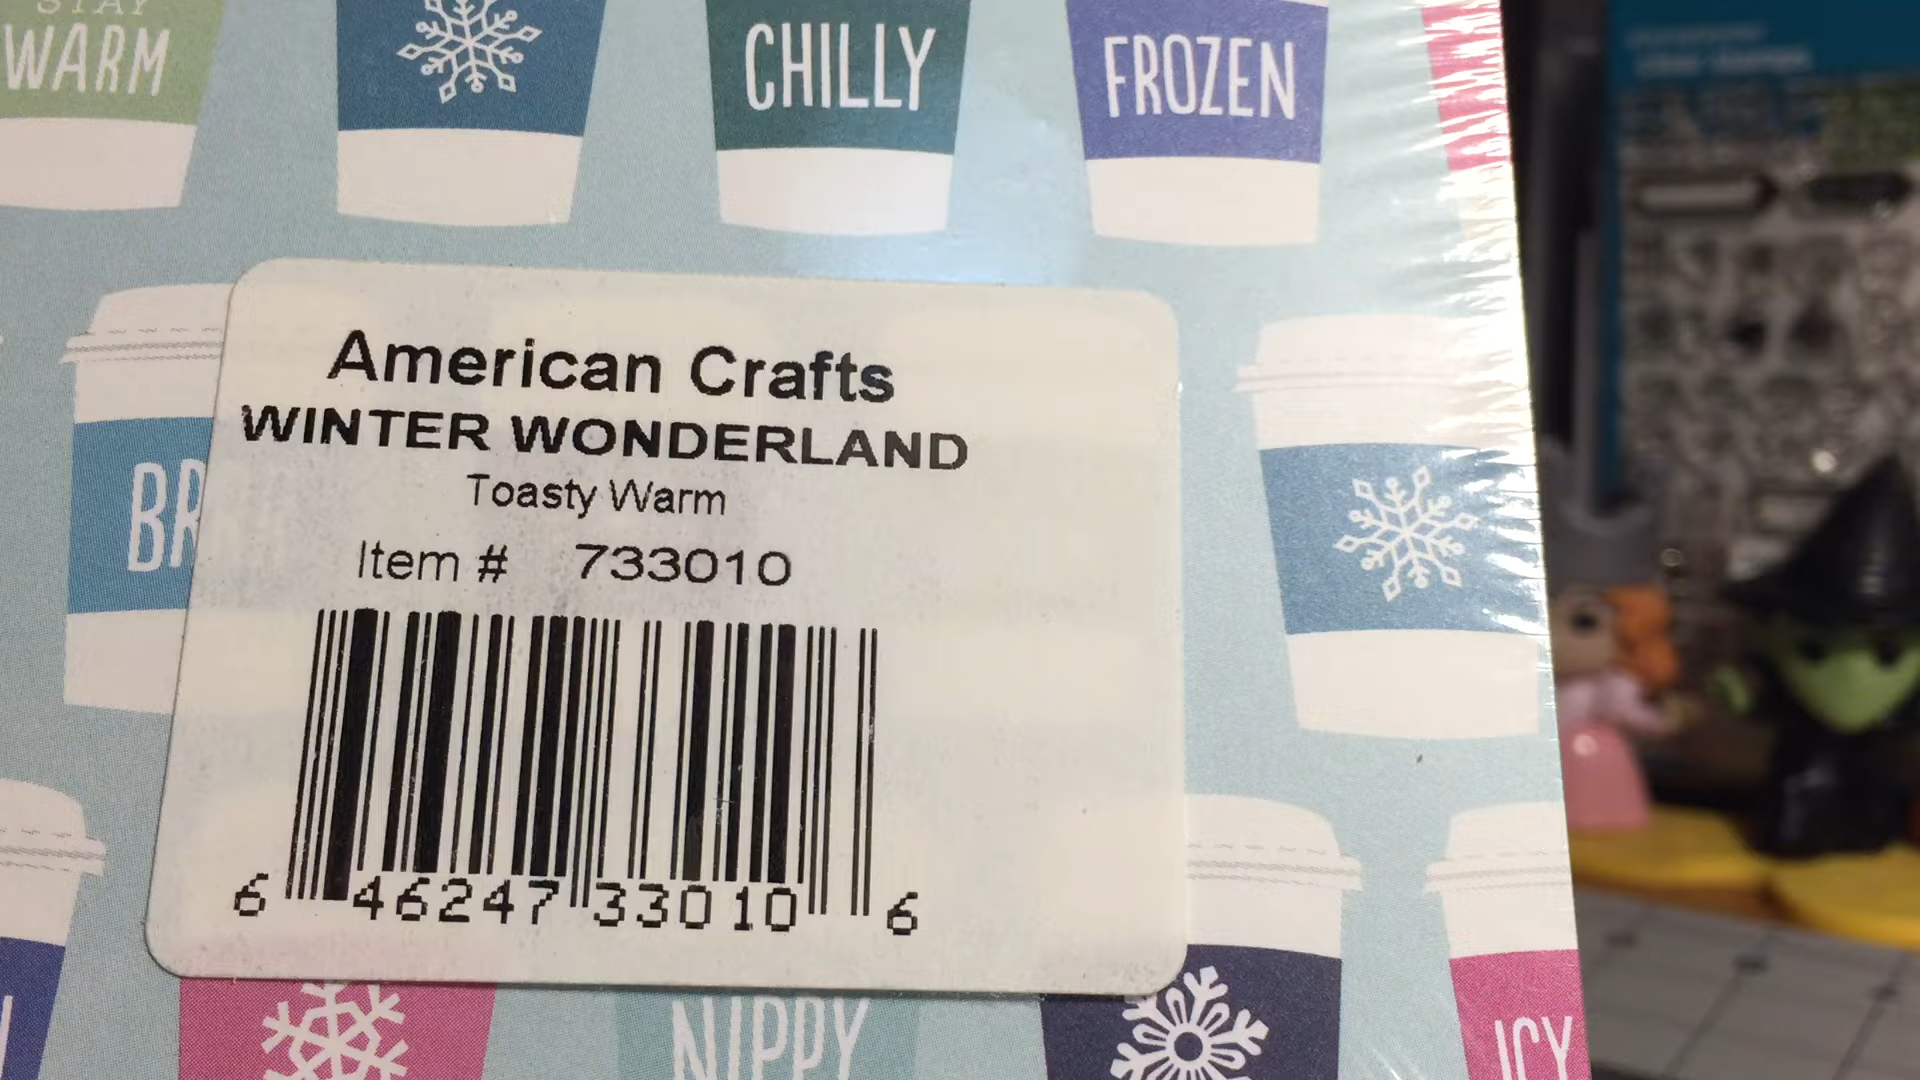 STAY
WARM
CHILLY
FROZEN
American Crafts
WINTER WONDERLAND
Toasty Warm
Item # 733010
BR
6 46247 33010 6
NIPPY
ICY